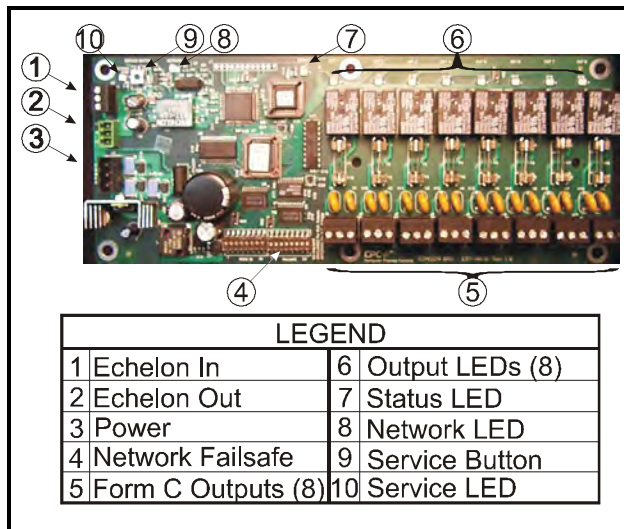 10
9
8
7
6
1
2
3
4
5
CPC
LEGEND
1 Echelon In
6 Output LEDs (8)
2 Echelon Out
7 Status LED
3 Power
8 Network LED
4 Network Failsafe
9 Service Button
5 Form C Outputs (8)
10 Service LED